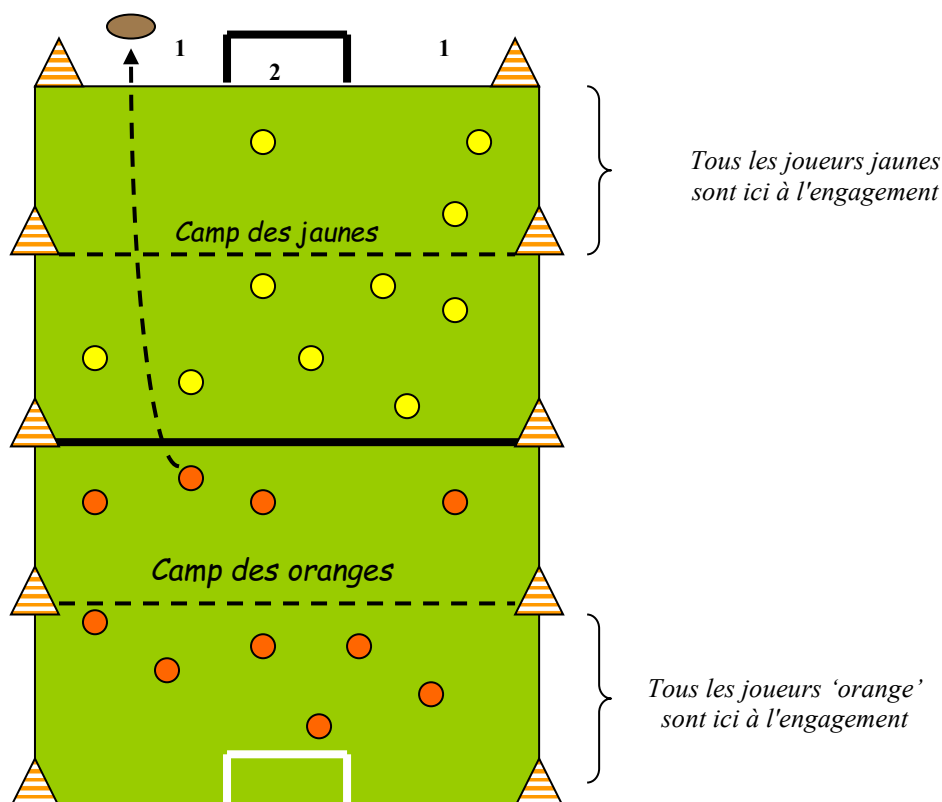 1
1
2
Tous les joueurs jaunes
sont ici à l'engagement
Camp des jaunes
Camp des oranges
Tous les joueurs ‘orange’
sont ici à l'engagement